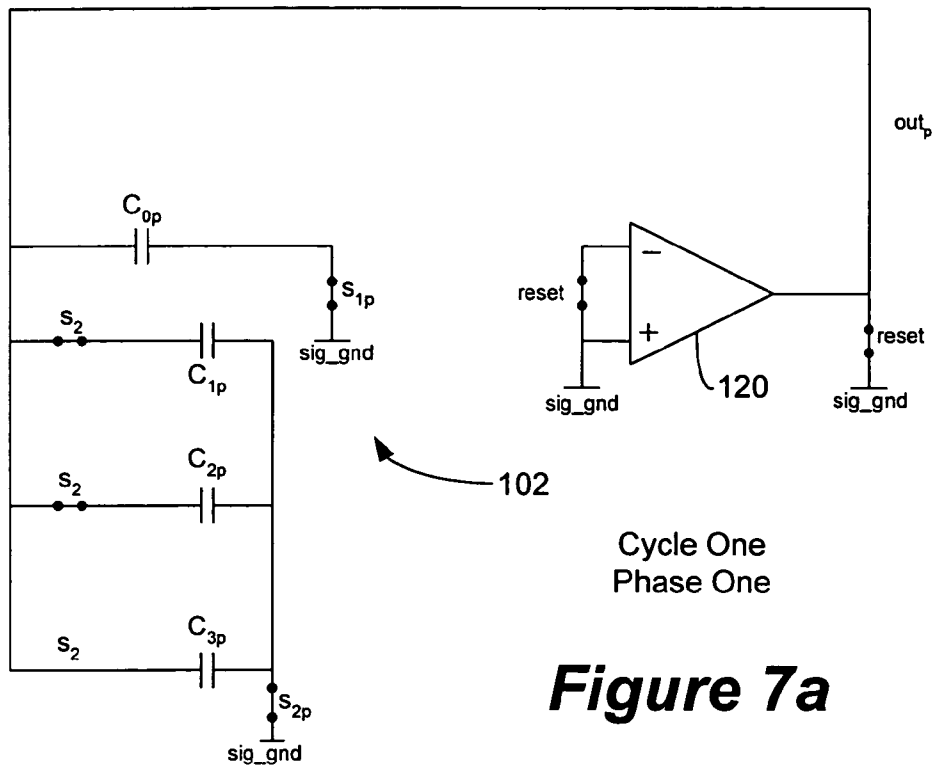 out_p
C_0p
s_1p
sig_gnd
reset
−
+
reset
sig_gnd
120
sig_gnd
s_2
C_1p
s_2
C_2p
102
Cycle One
Phase One
s_2
C_3p
s_2p
sig_gnd
Figure 7a